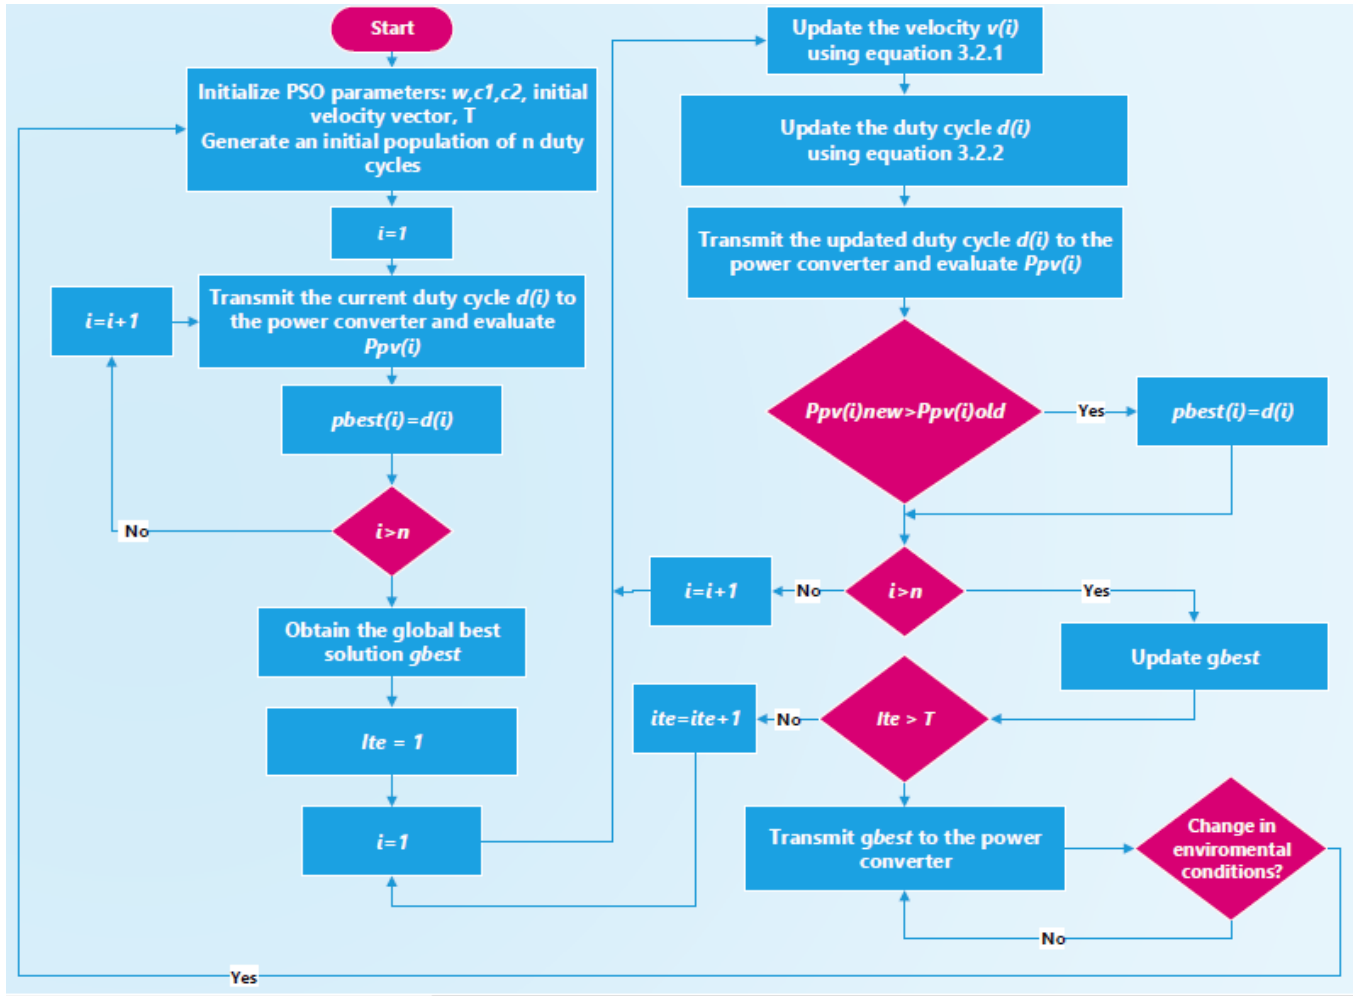 Start
Initialize PSO parameters: w,c1,c2, initial
velocity vector, T
Generate an initial population of n duty
cycles
i=1
Transmit the current duty cycle d(i) to
the power converter and evaluate
Ppv(i)
i=i+1
pbest(i)=d(i)
i>n
No
Obtain the global best
solution gbest
Ite = 1
i=1
Update the velocity v(i)
using equation 3.2.1
Update the duty cycle d(i)
using equation 3.2.2
Transmit the updated duty cycle d(i) to the
power converter and evaluate Ppv(i)
Ppv(i)new>Ppv(i)old
Yes
pbest(i)=d(i)
i>n
No
i=i+1
Yes
Update gbest
Ite > T
No
ite=ite+1
Transmit gbest to the power
converter
Change in
enviromental
conditions?
No
Yes